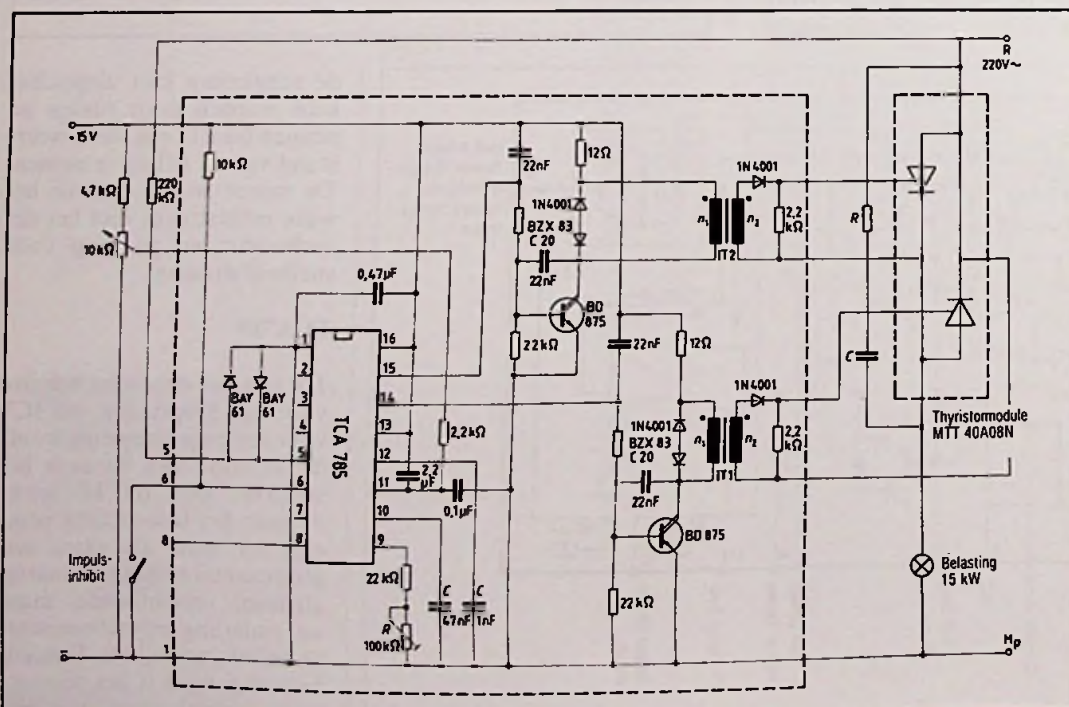 R
220V~
-15 V
10kΩ
4,7 kΩ
220 kΩ
10kΩ
0,47µF
22nF
12Ω
1N4001
BZX 83
C 20
22nF
22kΩ
BD 875
n₁
n₂
IT2
1N4001
2,2 kΩ
R
C
Thyristormodule
MTT 40A08N
1
2
3
4
5
6
7
8
16
15
14
13
12
11
10
9
TCA 785
BAY 61
BAY 61
5
6
8
2,2 µF
2,2kΩ
0,1µF
22nF
12Ω
1N4001
BZX 83
C 20
22nF
BD 875
22kΩ
n₁
n₂
IT1
1N4001
2,2 kΩ
22 kΩ
R
100kΩ
C
47nF
C
1nF
Impuls-
inhibit
1
Belasting
15 kW
Mp